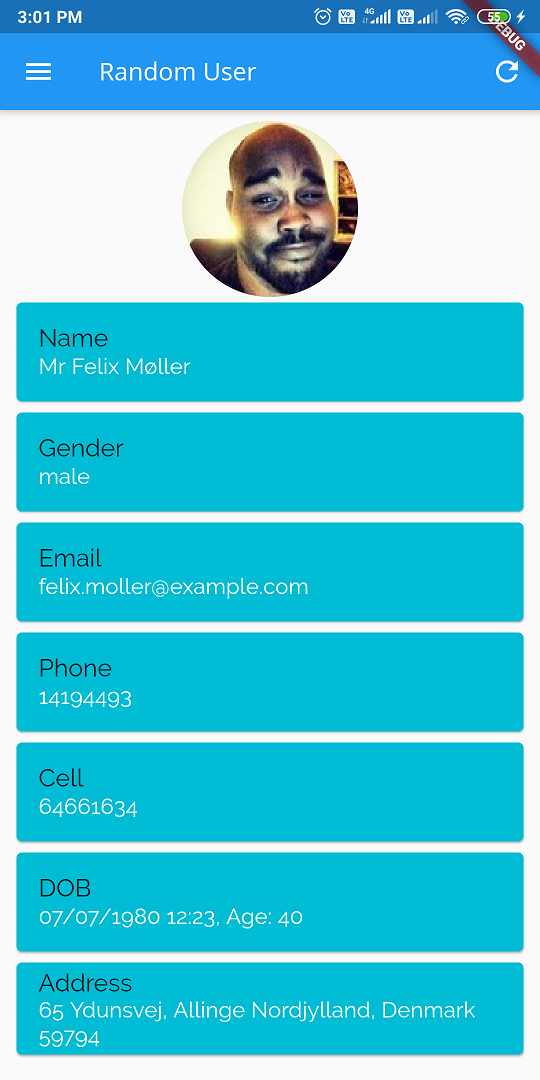 3:01 PM
Vo LTE 4G Vo LTE 55
DEBUG
Random User
Name
Mr Felix Møller
Gender
male
Email
felix.moller@example.com
Phone
14194493
Cell
64661634
DOB
07/07/1980 12:23, Age: 40
Address
65 Ydunsvej, Allinge Nordjylland, Denmark
59794